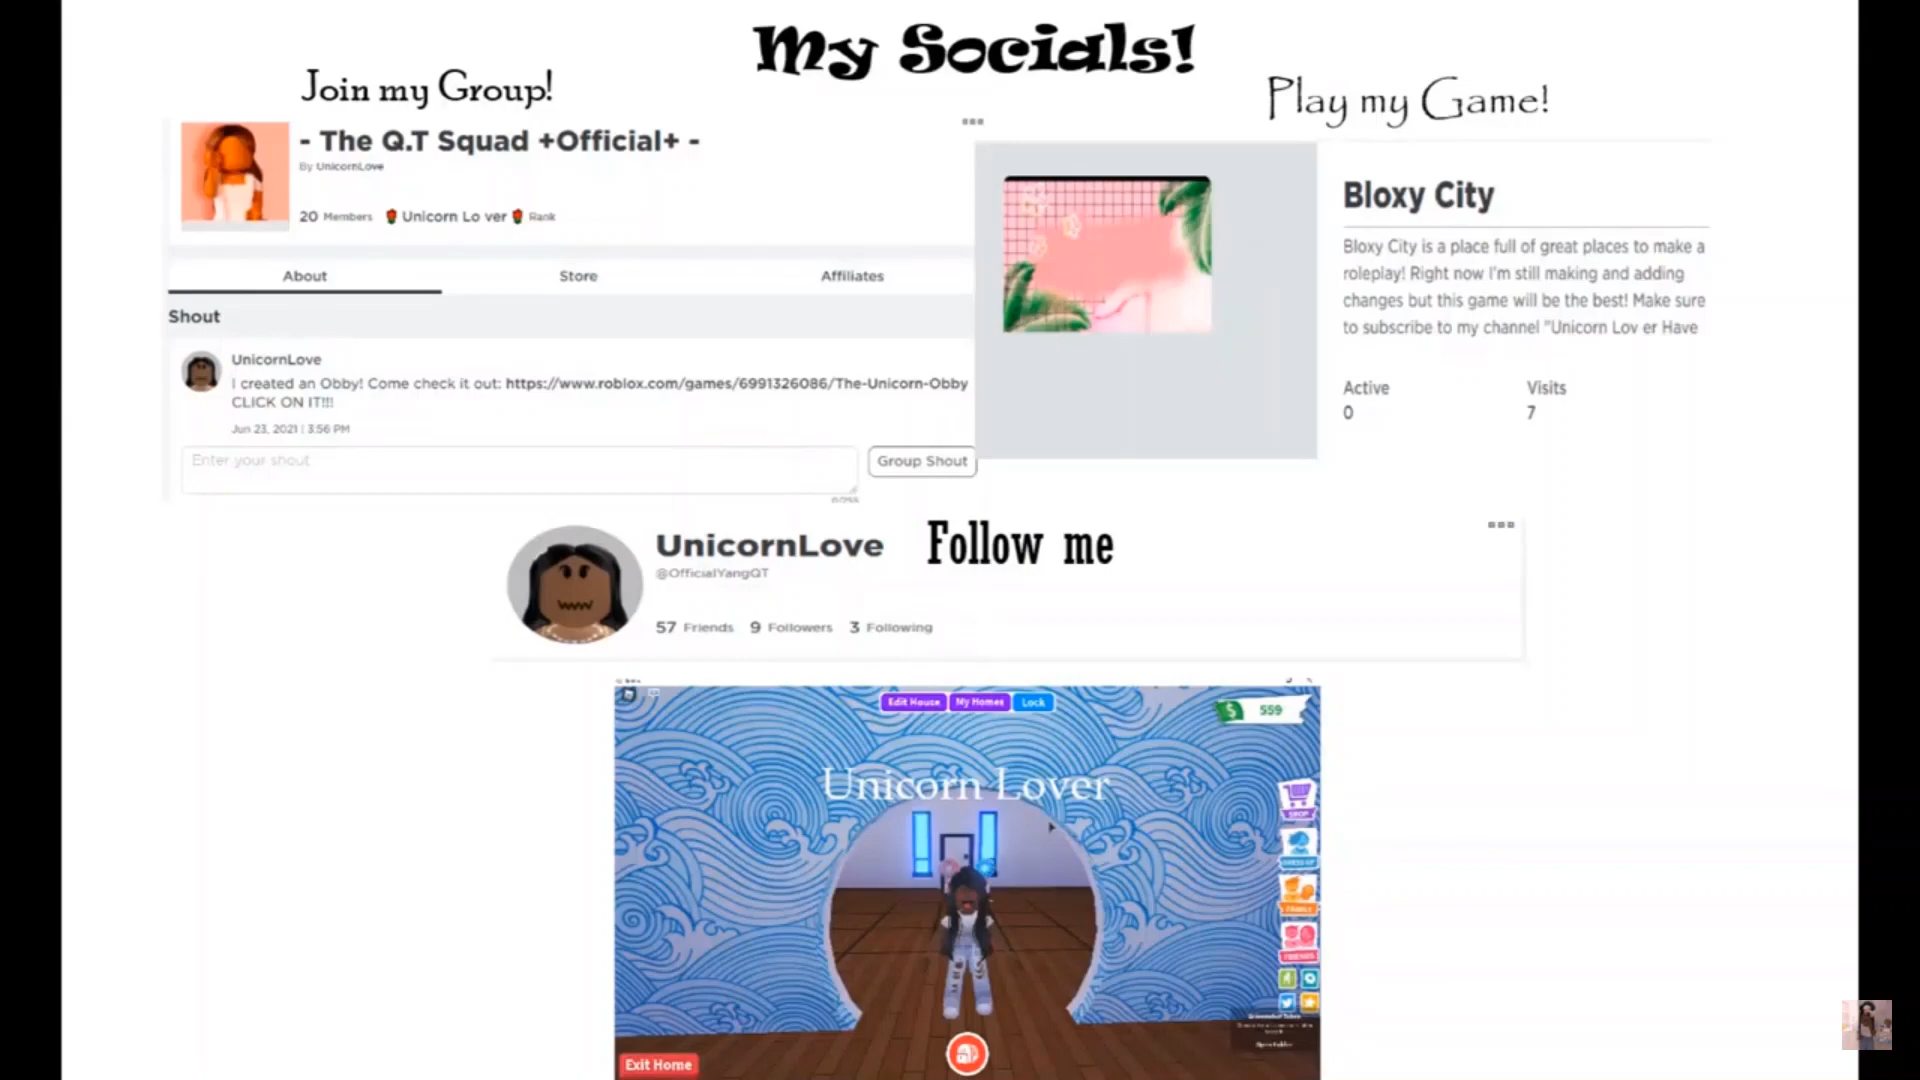 My Socials!
Join my Group!
Play my Game!
- The Q.T Squad +Official+ -
By UnicornLove
20 Members 🌹Unicorn Lo ver🌹 Rank
About Store Affiliates
Shout
UnicornLove
I created an Obby! Come check it out: https://www.roblox.com/games/6991326086/The-Unicorn-Obby
CLICK ON IT!!!
Jun 23, 2021 | 3:56 PM
Enter your shout
Group Shout
Bloxy City
Bloxy City is a place full of great places to make a
roleplay! Right now I'm still making and adding
changes but this game will be the best! Make sure
to subscribe to my channel "Unicorn Lov er Have
Active Visits
0 7
UnicornLove
Follow me
@OfficialYangQT
57 Friends 9 Followers 3 Following
Edit House My Homes Lock
$ 559
Unicorn Lover
SHOP
DRESS UP
FAMILY
FRIENDS
Exit Home